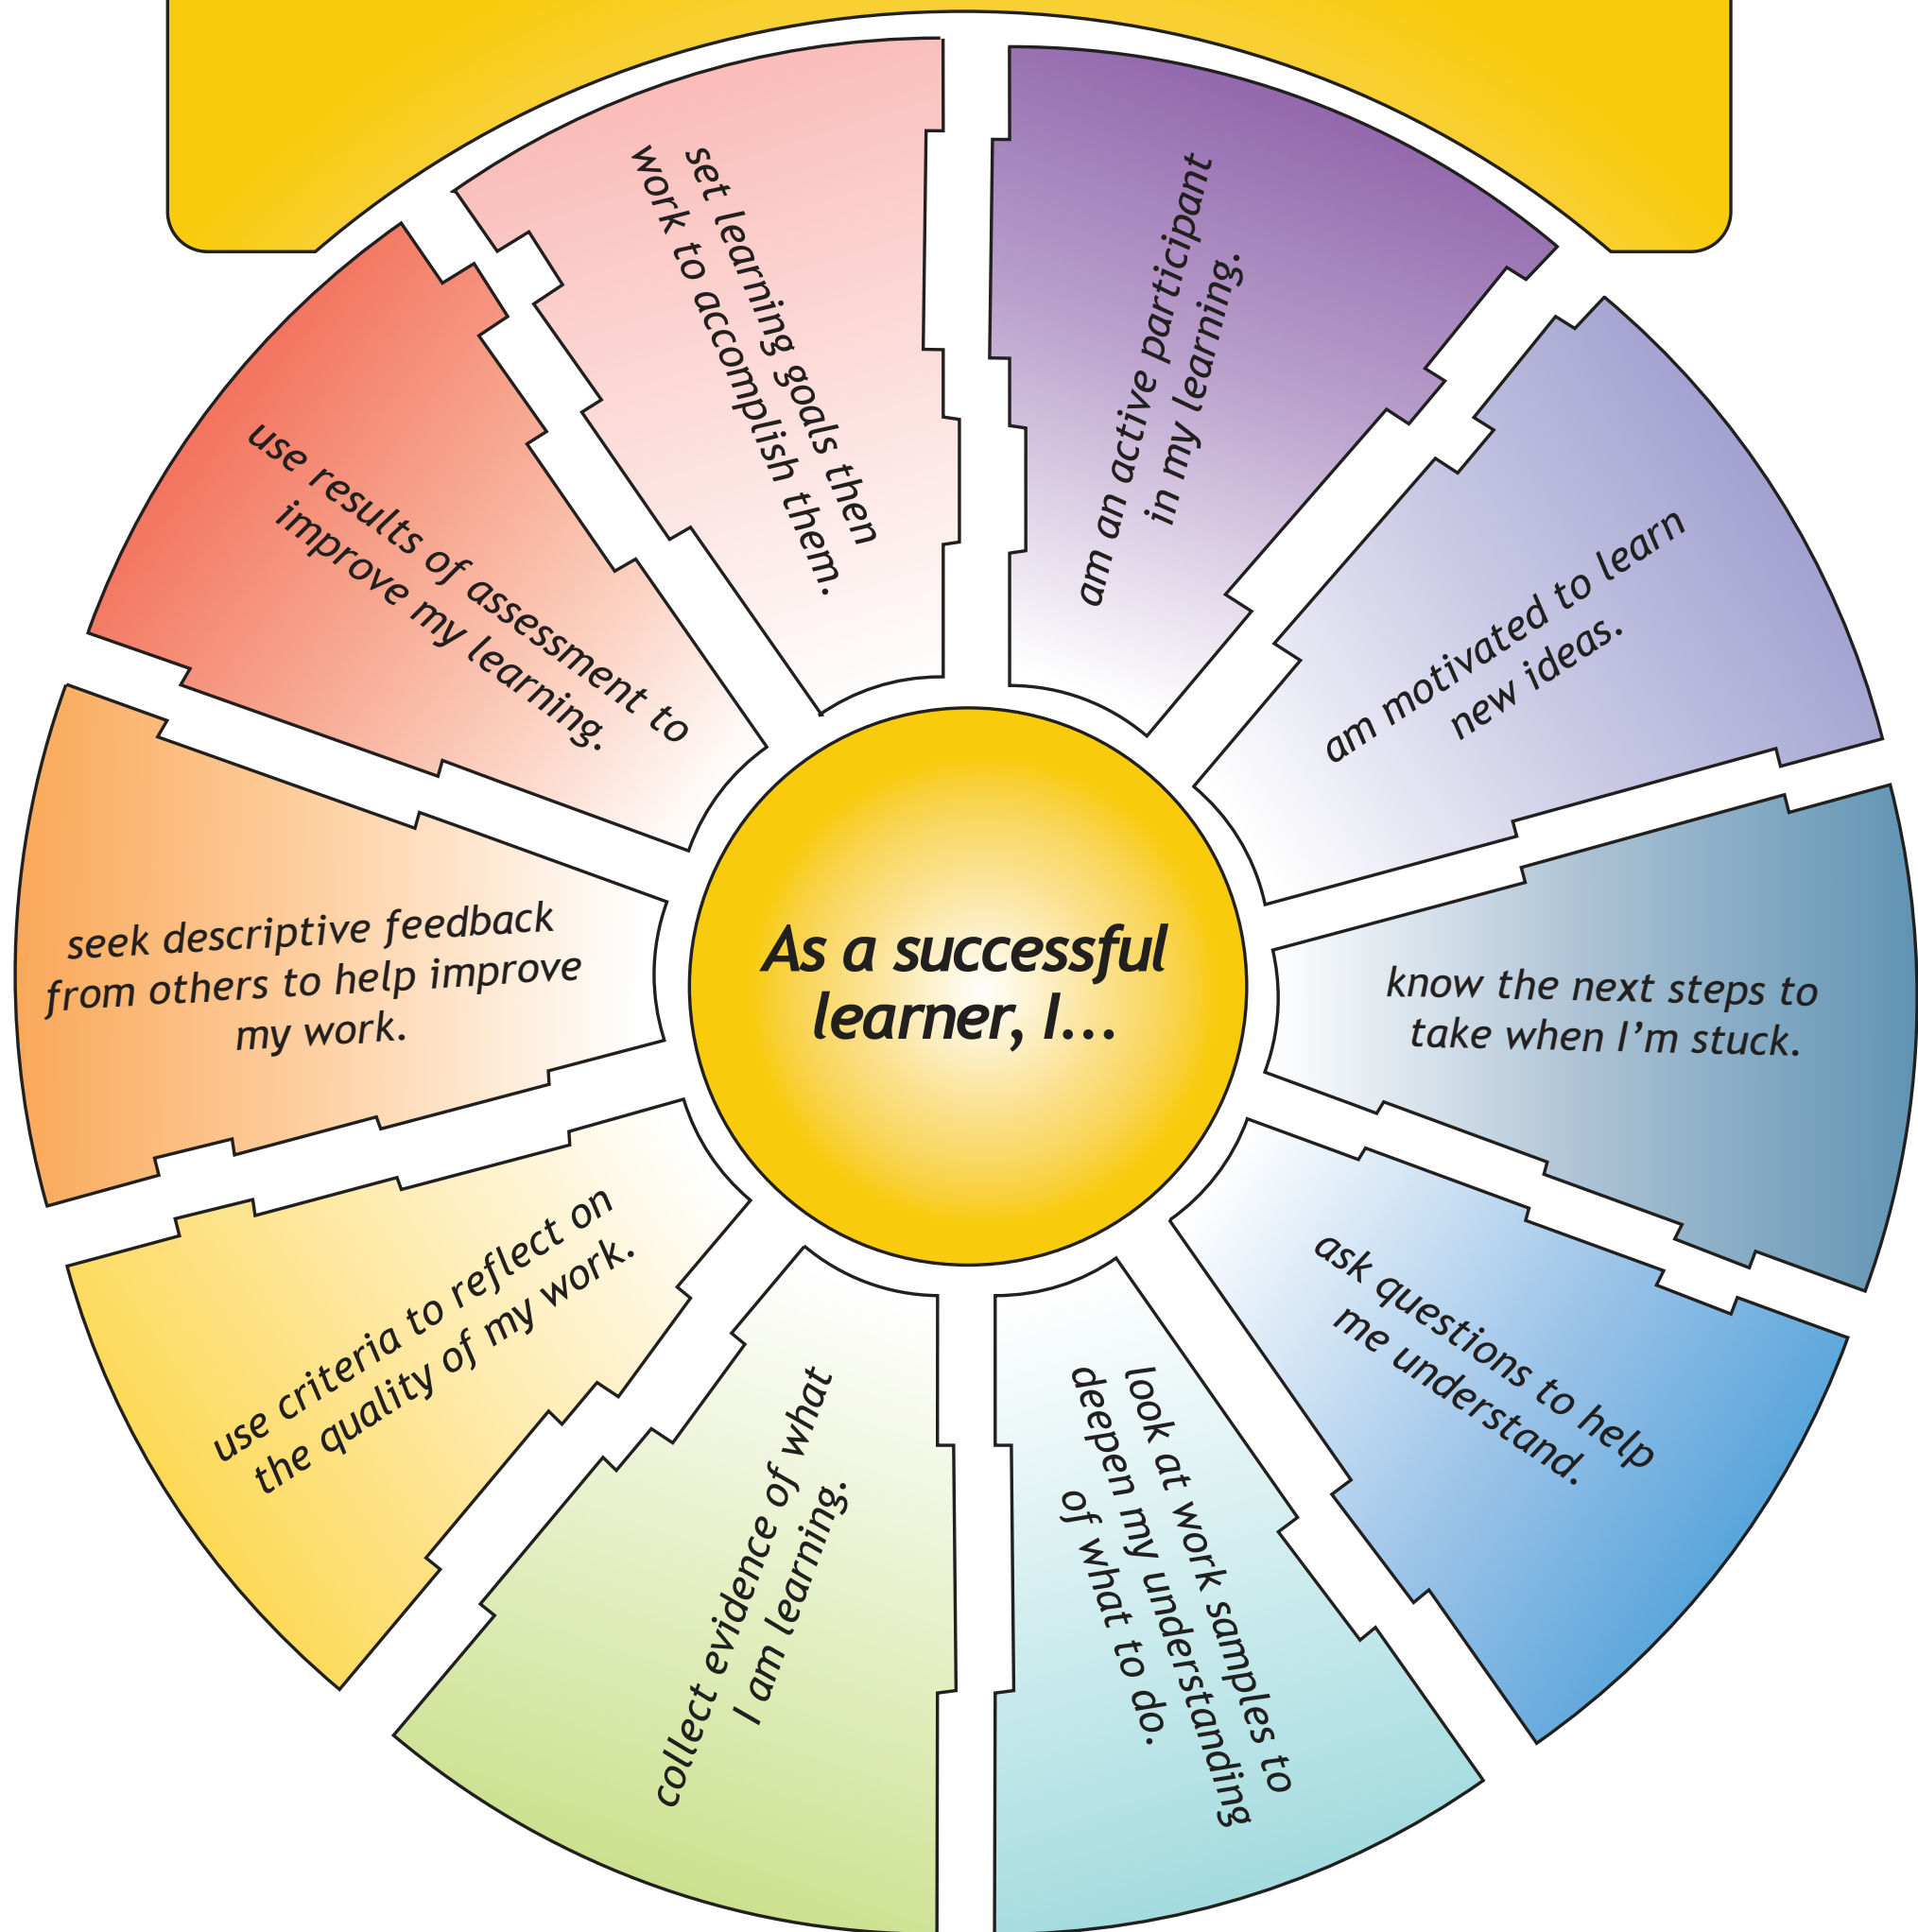 As a successful
learner, I...
am an active participant
in my learning.
am motivated to learn
new ideas.
know the next steps to
take when I'm stuck.
ask questions to help
me understand.
look at work samples to
deepen my understanding
of what to do.
collect evidence of what
I am learning.
use criteria to reflect on
the quality of my work.
seek descriptive feedback
from others to help improve
my work.
use results of assessment to
improve my learning.
set learning goals then
work to accomplish them.